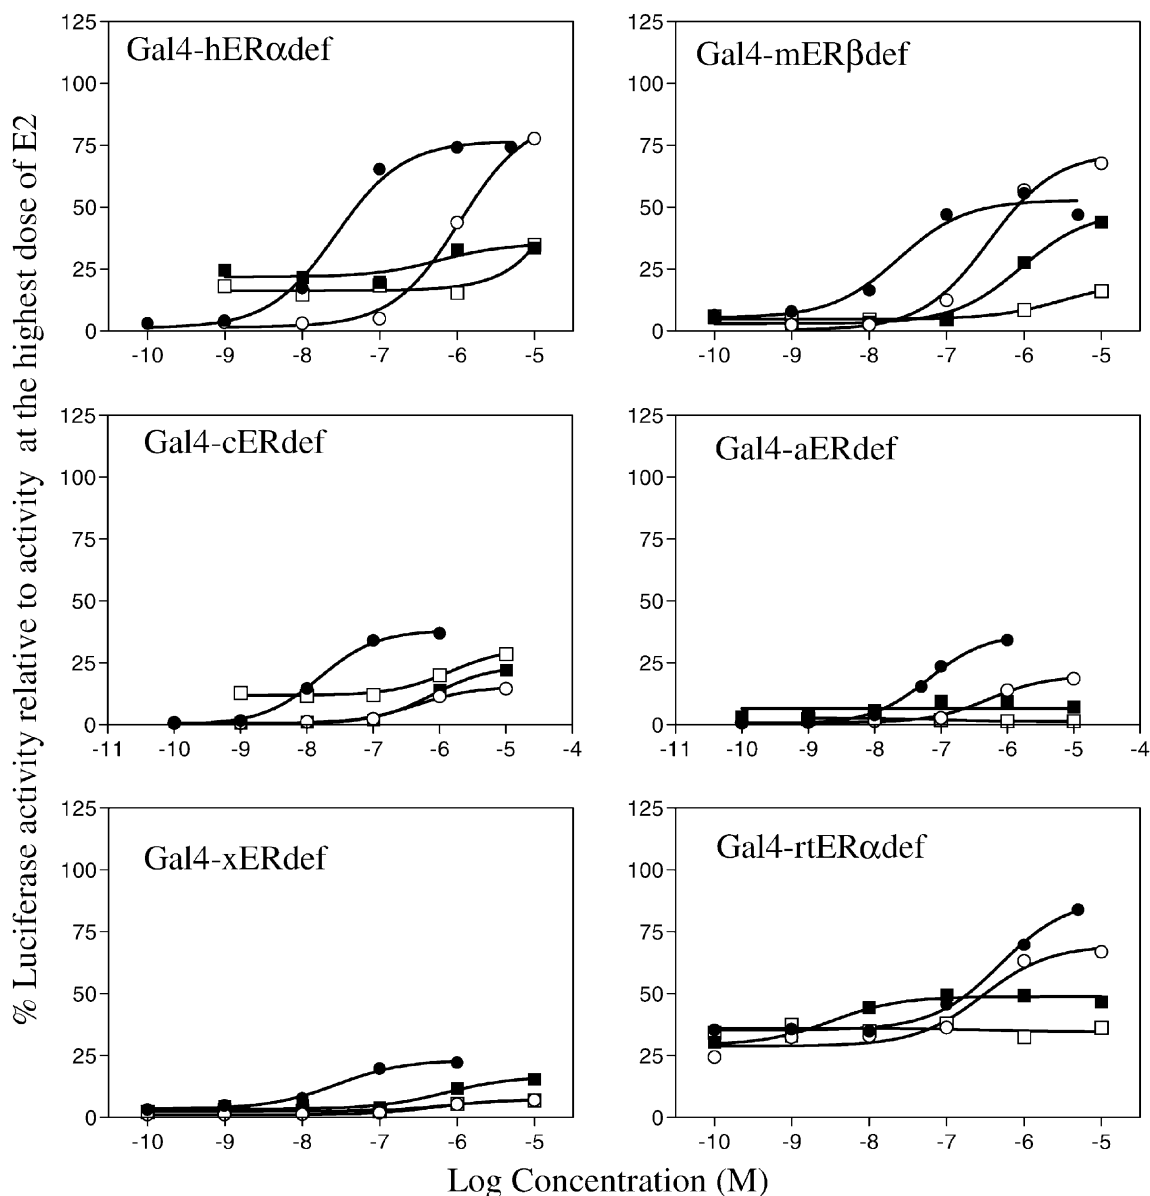 % Luciferase activity relative to activity at the highest dose of E2
125
100
75
50
25
0
Gal4-hERαdef
-10 -9 -8 -7 -6 -5
125
100
75
50
25
0
Gal4-mERβdef
-10 -9 -8 -7 -6 -5
125
100
75
50
25
0
Gal4-cERdef
-11 -10 -9 -8 -7 -6 -5 -4
125
100
75
50
25
0
Gal4-aERdef
-11 -10 -9 -8 -7 -6 -5 -4
125
100
75
50
25
0
Gal4-xERdef
-10 -9 -8 -7 -6 -5
125
100
75
50
25
0
Gal4-rtERαdef
-10 -9 -8 -7 -6 -5
Log Concentration (M)